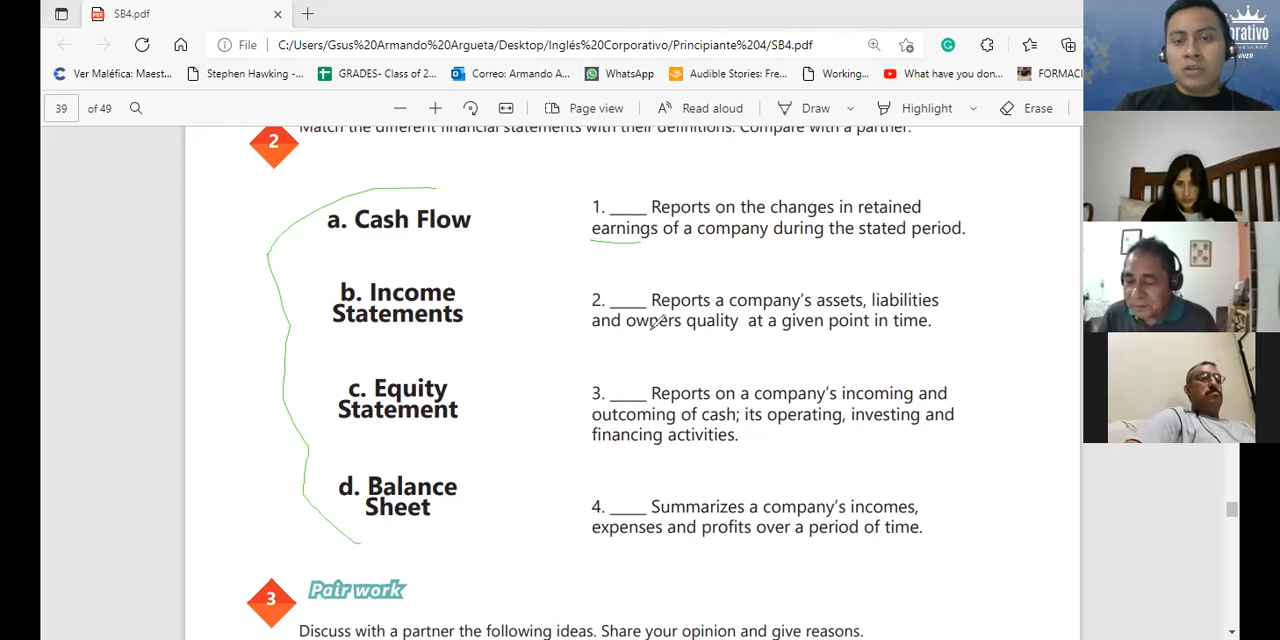 SB4.pdf
File C:/Users/Gsus%20Armando%20Argueta/Desktop/Inglés%20Corporativo/Principiante%204/SB4.pdf
Ver Maléfica: Maest... Stephen Hawking -... GRADES- Class of 2... Correo: Armando A... WhatsApp Audible Stories: Fre... Working... What have you don... FORMACI
39 of 49 Page view Read aloud Draw Highlight Erase
2 Match the different financial statements with their definitions. Compare with a partner.
a. Cash Flow
b. Income
Statements
c. Equity
Statement
d. Balance
Sheet
1. ____ Reports on the changes in retained
earnings of a company during the stated period.
2. ____ Reports a company's assets, liabilities
and owners quality at a given point in time.
3. ____ Reports on a company's incoming and
outcoming of cash; its operating, investing and
financing activities.
4. ____ Summarizes a company's incomes,
expenses and profits over a period of time.
3 Pair work
Discuss with a partner the following ideas. Share your opinion and give reasons.